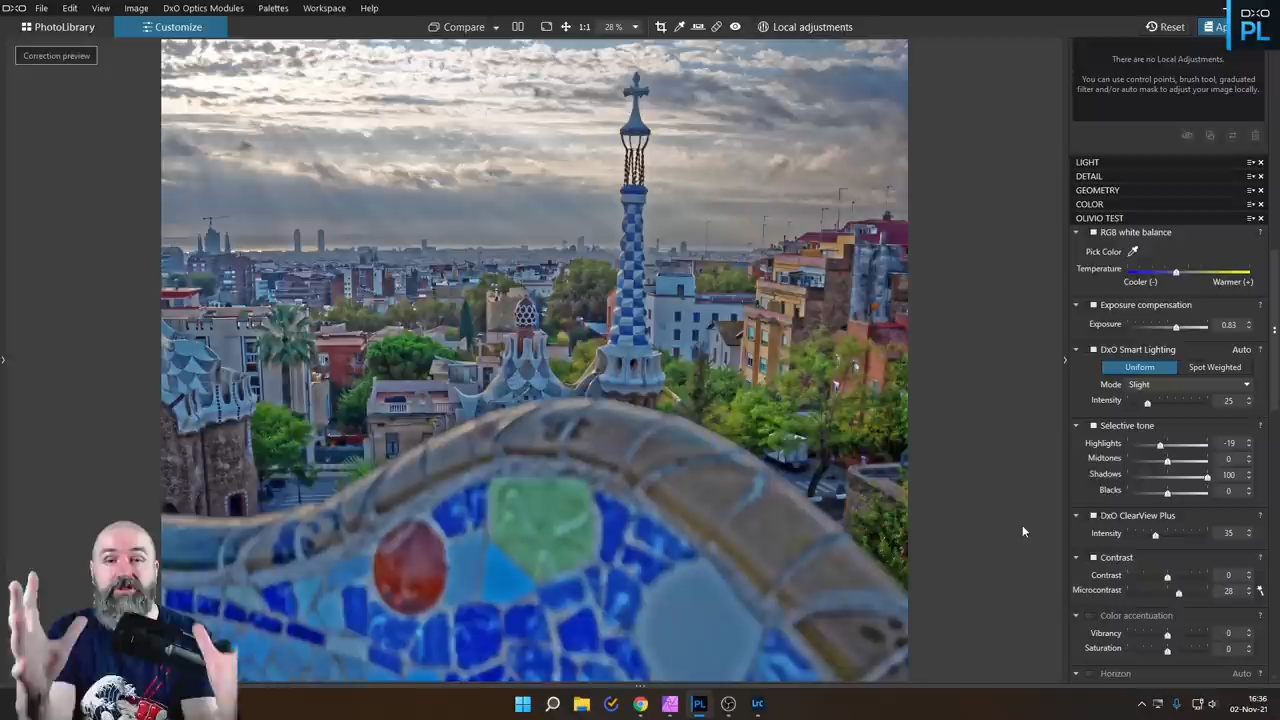 DxO File Edit View Image DxO Optics Modules Palettes Workspace Help
DxO
PL
PhotoLibrary Customize Compare 1:1 28 % Local adjustments Reset
Correction preview
There are no Local Adjustments.
You can use control points, brush tool, graduated
filter and/or auto mask to adjust your image locally.
LIGHT
DETAIL
GEOMETRY
COLOR
OLIVIO TEST
RGB white balance ?
Pick Color
Temperature
Cooler (-) Warmer (+)
Exposure compensation ?
Exposure 0.83
DxO Smart Lighting Auto
Uniform Spot Weighted
Mode Slight
Intensity 25
Selective tone ?
Highlights -19
Midtones 0
Shadows 100
Blacks 0
DxO ClearView Plus ?
Intensity 35
Contrast ?
Contrast 0
Microcontrast 28
Color accentuation ?
Vibrancy 0
Saturation 0
Horizon Auto
PL Lrc
16:36
02-Nov-21